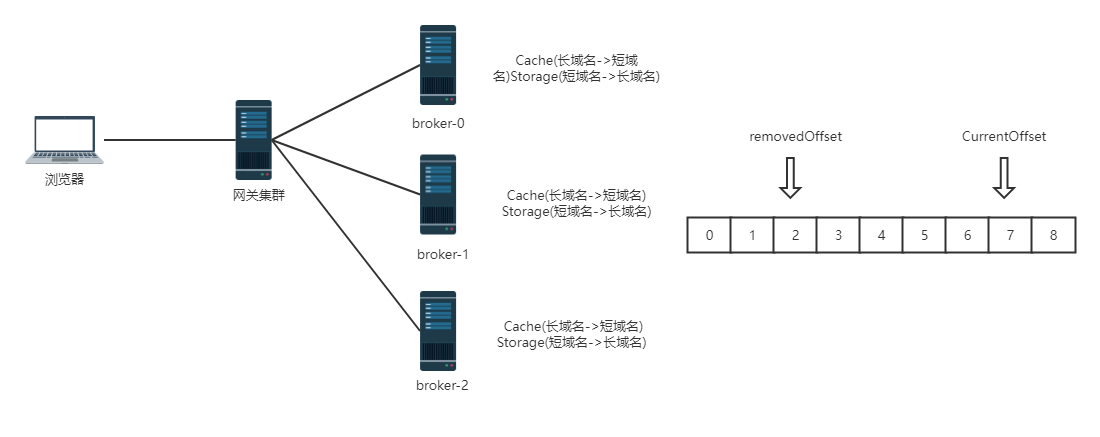 Cache(长域名->短域
名)Storage(短域名->长域名)
broker-0
浏览器
网关集群
Cache(长域名->短域名)
Storage(短域名->长域名)
broker-1
Cache(长域名->短域名)
Storage(短域名->长域名)
broker-2
removedOffset
CurrentOffset
0 1 2 3 4 5 6 7 8